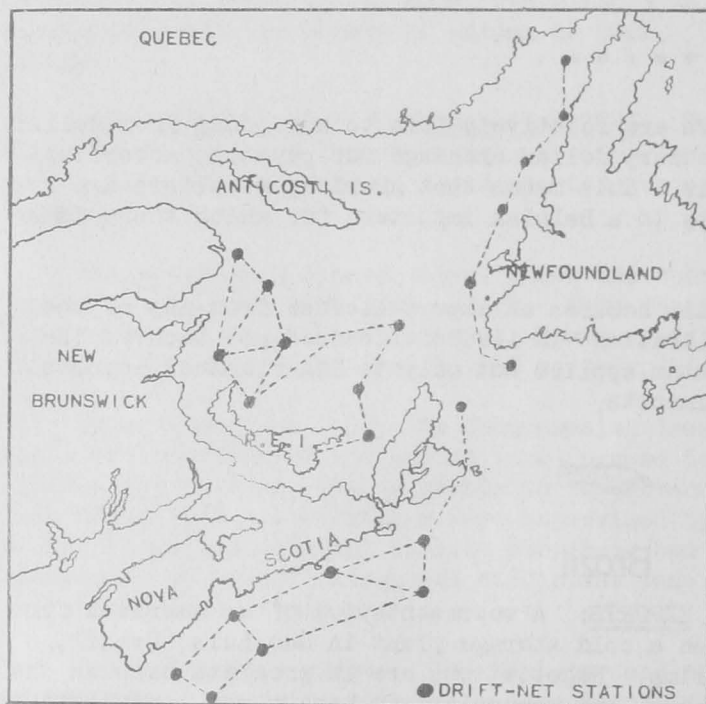 QUEBEC
ANTICOSTI IS.
NEWFOUNDLAND
NEW
BRUNSWICK
P.E.I.
SCOTIA
NOVA
DRIFT-NET STATIONS